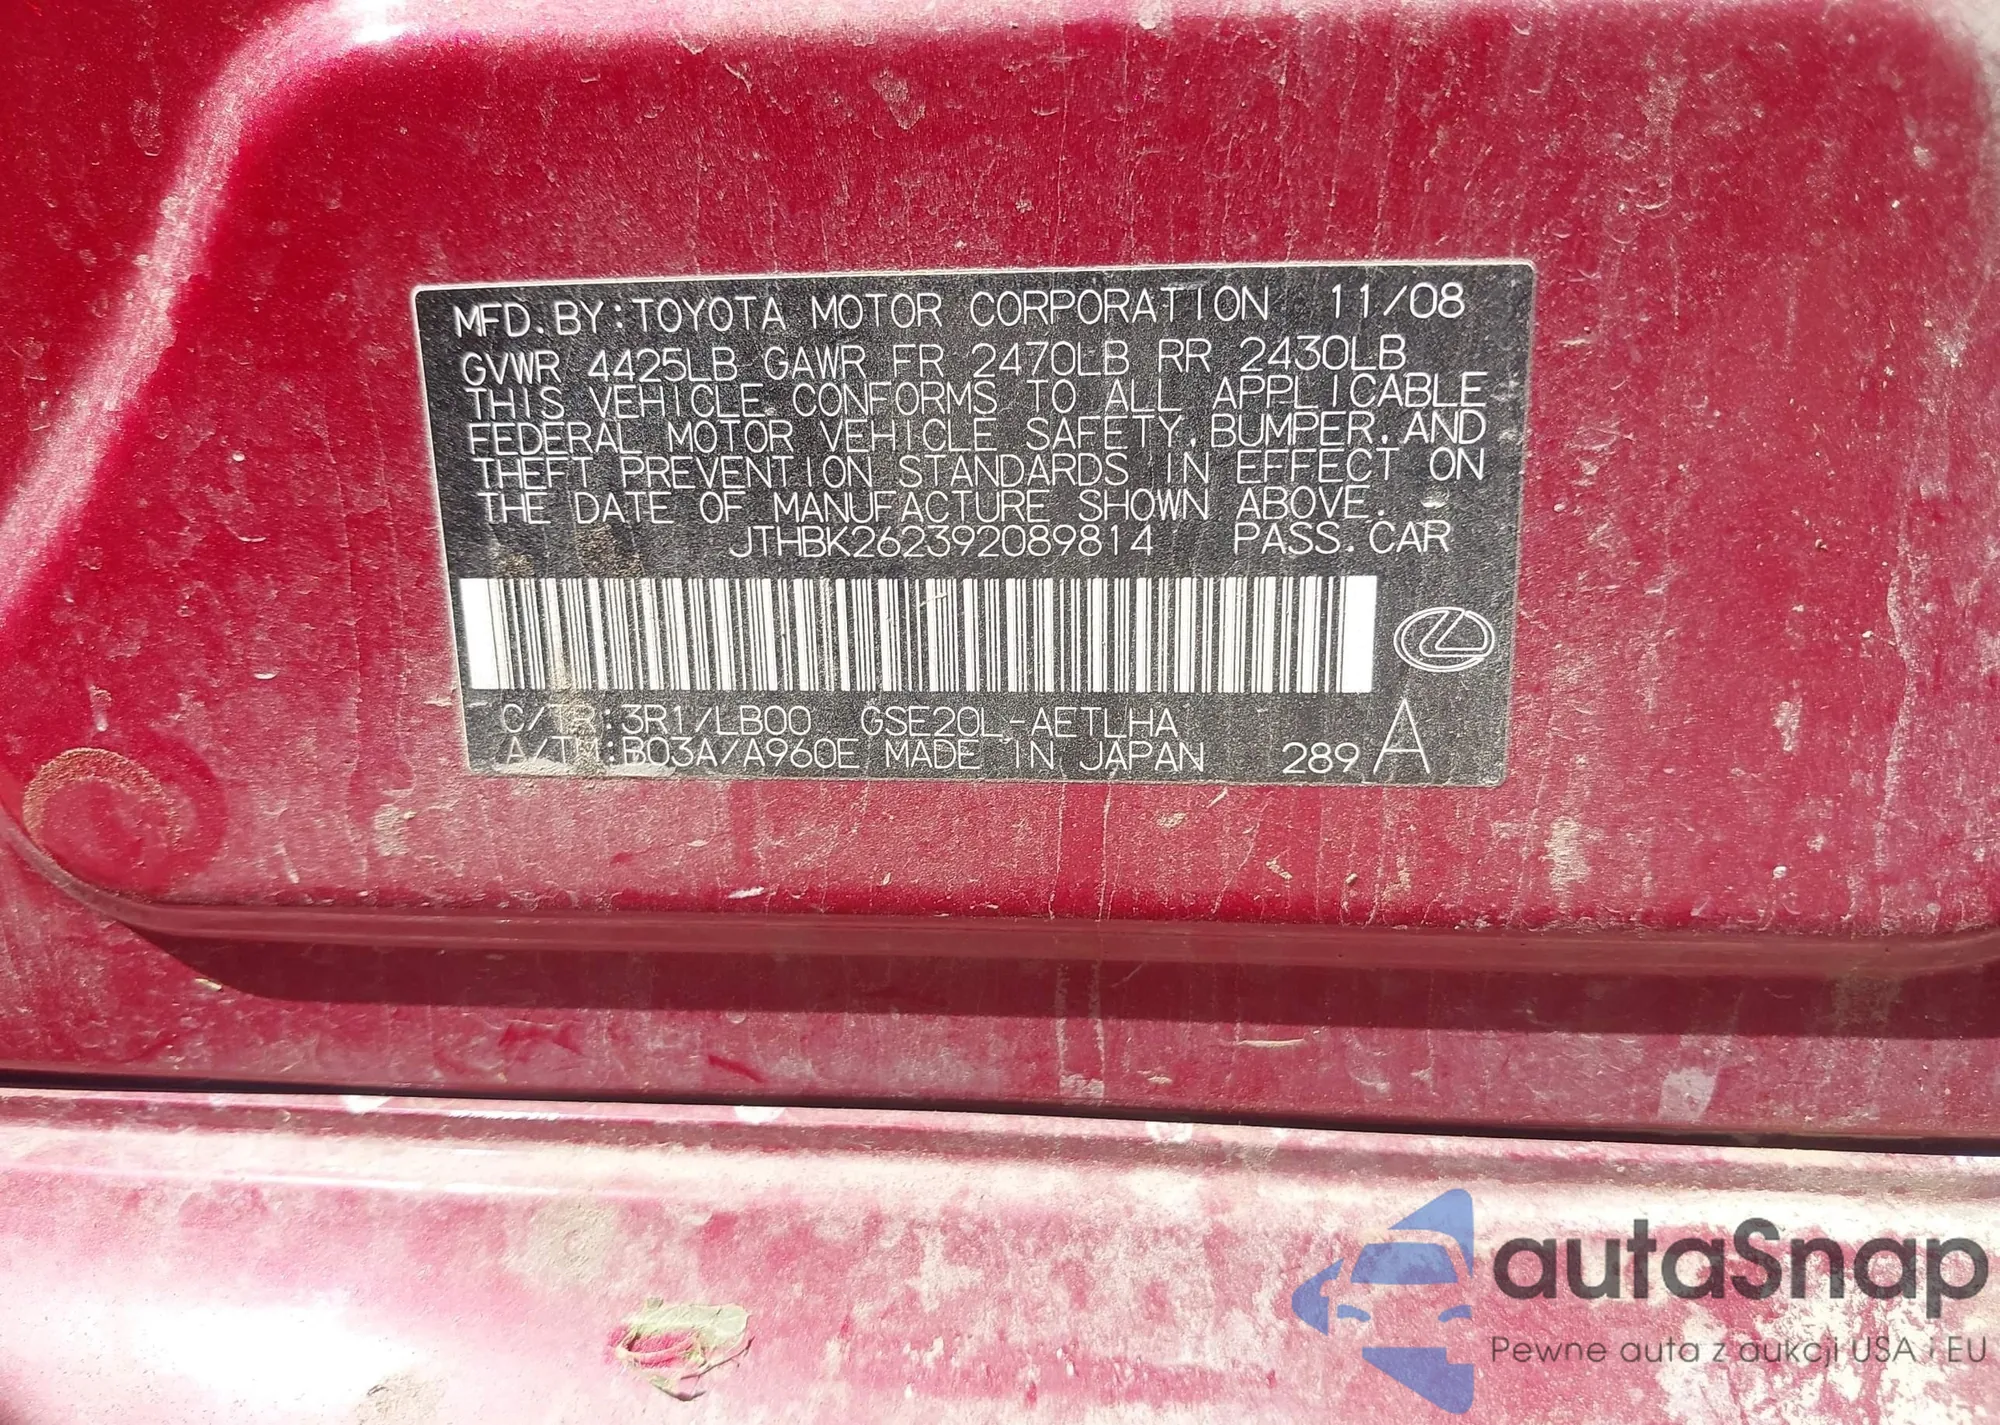 MFD. BY: TOYOTA MOTOR CORPORATION 11/08
GVWR 4425LB GAWR FR 2470LB RR 2430LB
THIS VEHICLE CONFORMS TO ALL APPLICABLE
FEDERAL MOTOR VEHICLE SAFETY, BUMPER, AND
THEFT PREVENTION STANDARDS IN EFFECT ON
THE DATE OF MANUFACTURE SHOWN ABOVE.
JTHBK262392089814 PASS. CAR
C/TR: 3R1/LB00 GSE20L-AETLHA
A/TM: B03A/A960E MADE IN JAPAN 289 A
autaSnap
Pewne auta z aukcji USA i EU